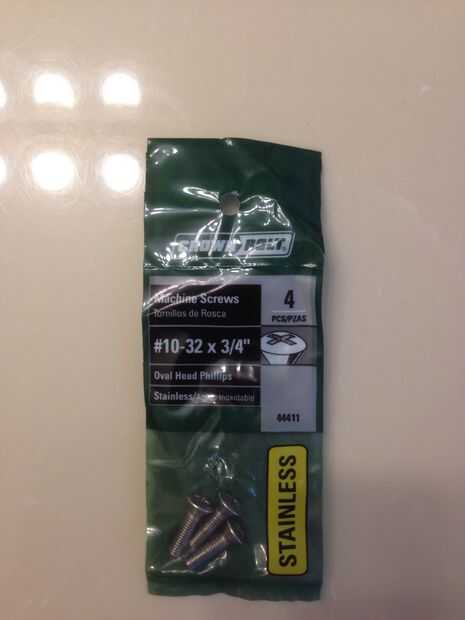 CROWN BOLT
Machine Screws
Tornillos de Rosca
4
PCS/PZAS
#10-32 x 3/4"
Oval Head Phillips
Stainless/Acero Inoxidable
44411
STAINLESS